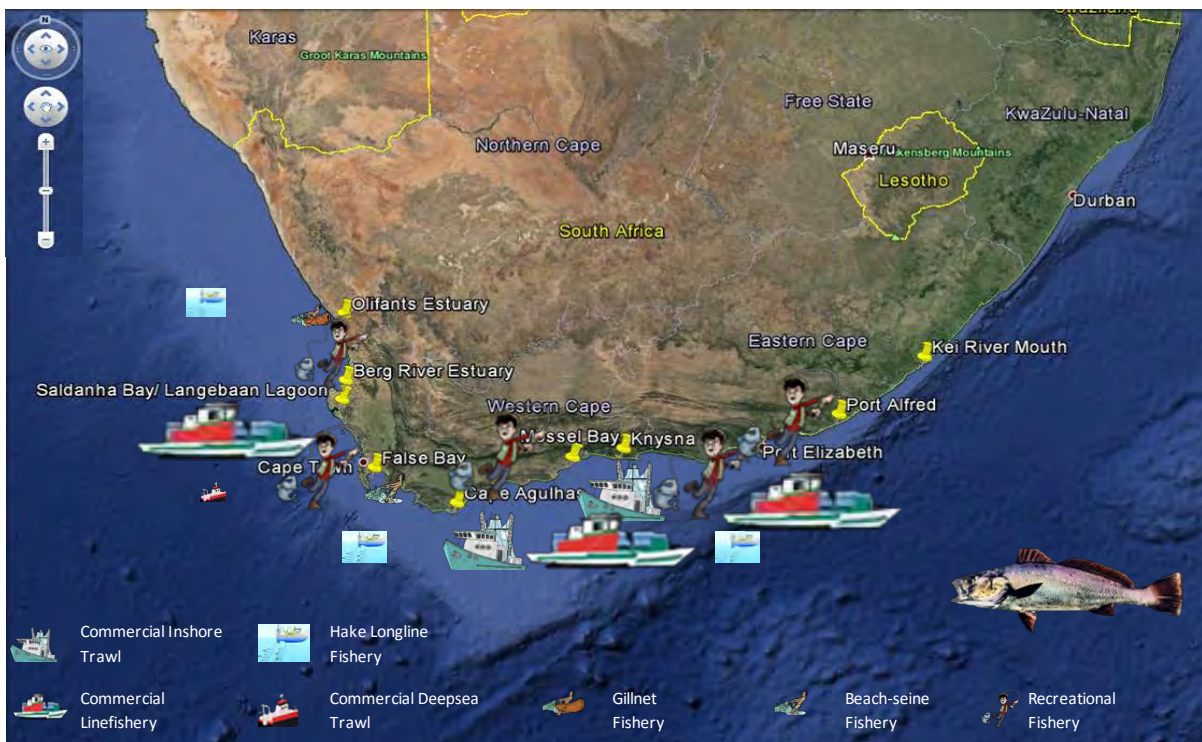 N
Swaziland
Karas
Groot Karas Mountains
Free State
KwaZulu-Natal
Northern Cape
Maseru
kensberg Mountains
Lesotho
Durban
South Africa
Olifants Estuary
Eastern Cape
Kei River Mouth
Berg River Estuary
Saldanha Bay/ Langebaan Lagoon
Western Cape
Port Alfred
Mossel Bay
Knysna
Port Elizabeth
Cape Town
False Bay
Cape Agulhas
Commercial Inshore
Trawl
Hake Longline
Fishery
Commercial
Linefishery
Commercial Deepsea
Trawl
Gillnet
Fishery
Beach-seine
Fishery
Recreational
Fishery